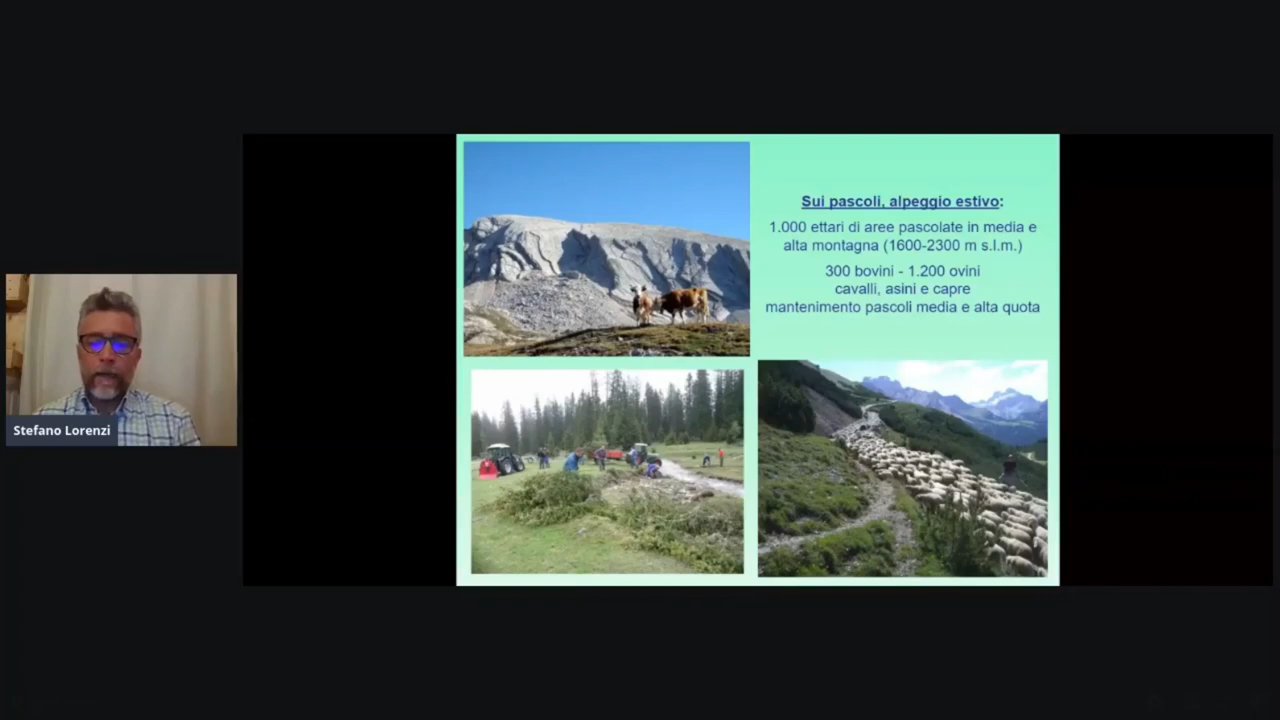 Sui pascoli, alpeggio estivo:
1.000 ettari di aree pascolate in media e
alta montagna (1600-2300 m s.l.m.)
300 bovini - 1.200 ovini
cavalli, asini e capre
mantenimento pascoli media e alta quota
Stefano Lorenzi